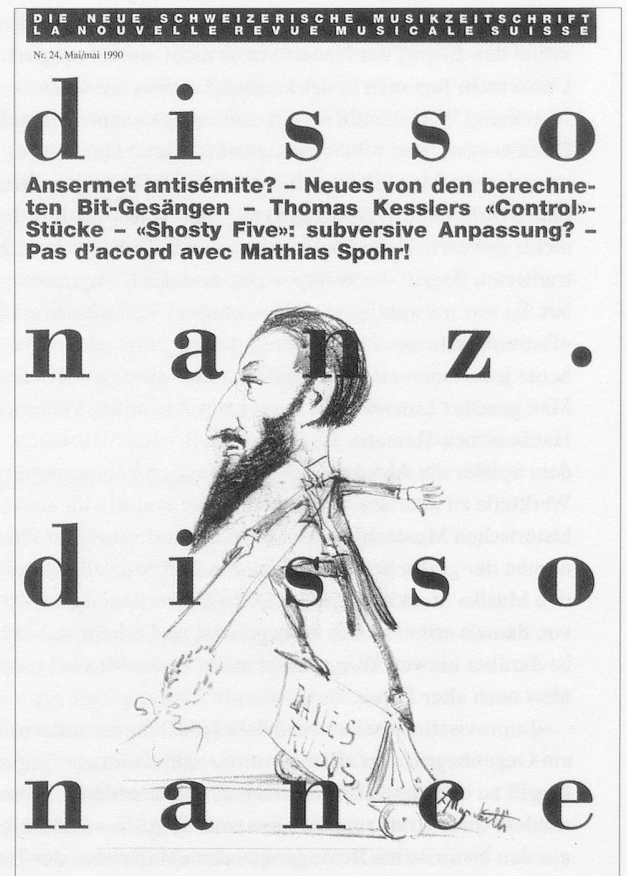 DIE NEUE SCHWEIZERISCHE MUSIKZEITSCHRIFT
LA NOUVELLE REVUE MUSICALE SUISSE
Nr. 24, Mai/mai 1990
disso
Ansermet antisémite? – Neues von den berechne-
ten Bit-Gesängen – Thomas Kesslers «Control»-
Stücke – «Shosty Five»: subversive Anpassung? –
Pas d'accord avec Mathias Spohr!
nanz •
disso
nance